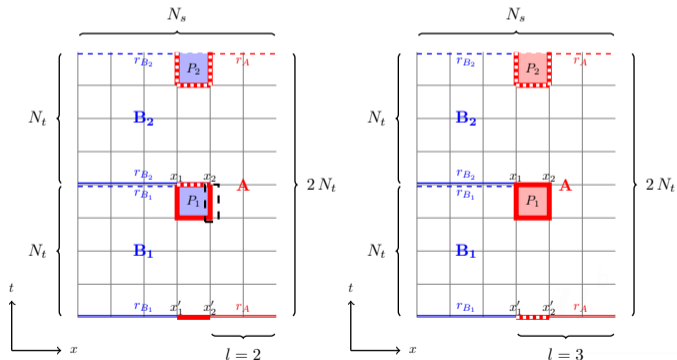 N_s
r_{B_2}
P_2
r_A
N_t
B_2
r_{B_2}
x_1
x_2
r_{B_1}
P_1
A
2 N_t
N_t
B_1
t
r_{B_1}
x'_1
x'_2
r_A
x
l = 2
N_s
r_{B_2}
P_2
r_A
N_t
B_2
r_{B_2}
x_1
x_2
r_{B_1}
P_1
A
2 N_t
N_t
B_1
t
r_{B_1}
x'_1
x'_2
r_A
x
l = 3